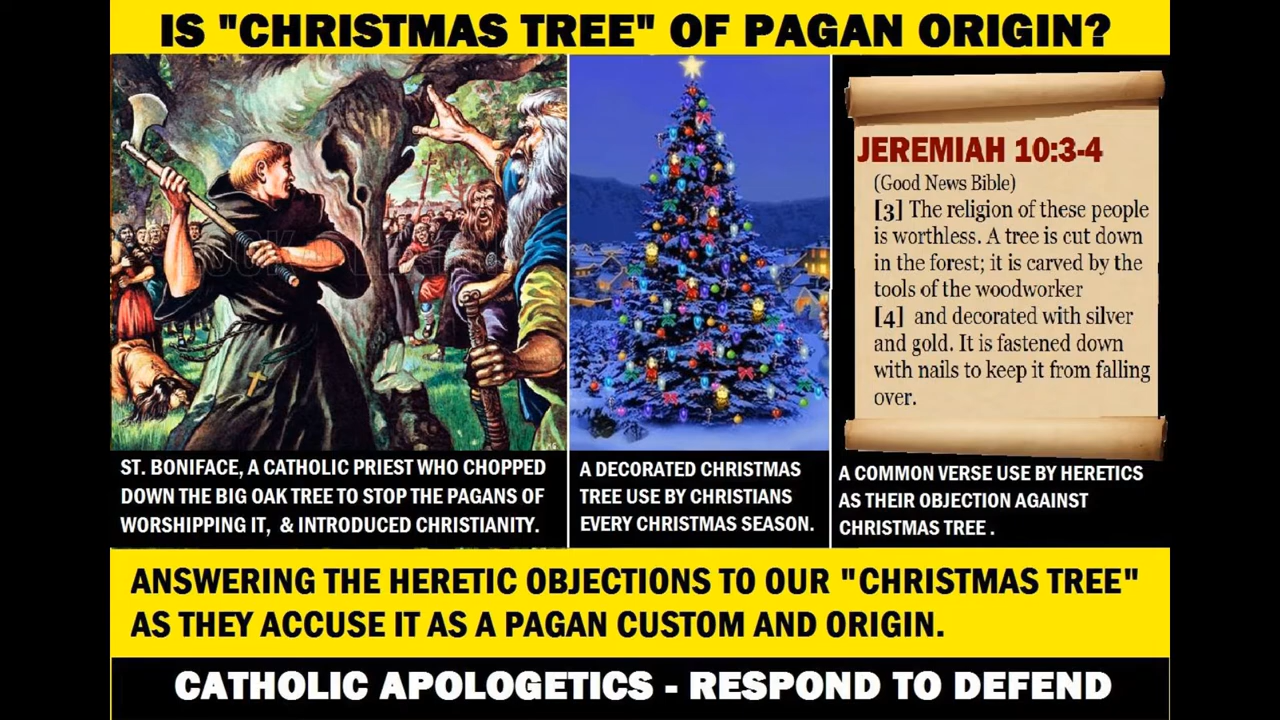 IS "CHRISTMAS TREE" OF PAGAN ORIGIN?
ST. BONIFACE, A CATHOLIC PRIEST WHO CHOPPED
DOWN THE BIG OAK TREE TO STOP THE PAGANS OF
WORSHIPPING IT,  & INTRODUCED CHRISTIANITY.
A DECORATED CHRISTMAS
TREE USE BY CHRISTIANS
EVERY CHRISTMAS SEASON.
JEREMIAH 10:3-4
(Good News Bible)
[3] The religion of these people
is worthless. A tree is cut down
in the forest; it is carved by the
tools of the woodworker
[4] and decorated with silver
and gold. It is fastened down
with nails to keep it from falling
over.
A COMMON VERSE USE BY HERETICS
AS THEIR OBJECTION AGAINST
CHRISTMAS TREE .
ANSWERING THE HERETIC OBJECTIONS TO OUR "CHRISTMAS TREE"
AS THEY ACCUSE IT AS A PAGAN CUSTOM AND ORIGIN.
CATHOLIC APOLOGETICS - RESPOND TO DEFEND